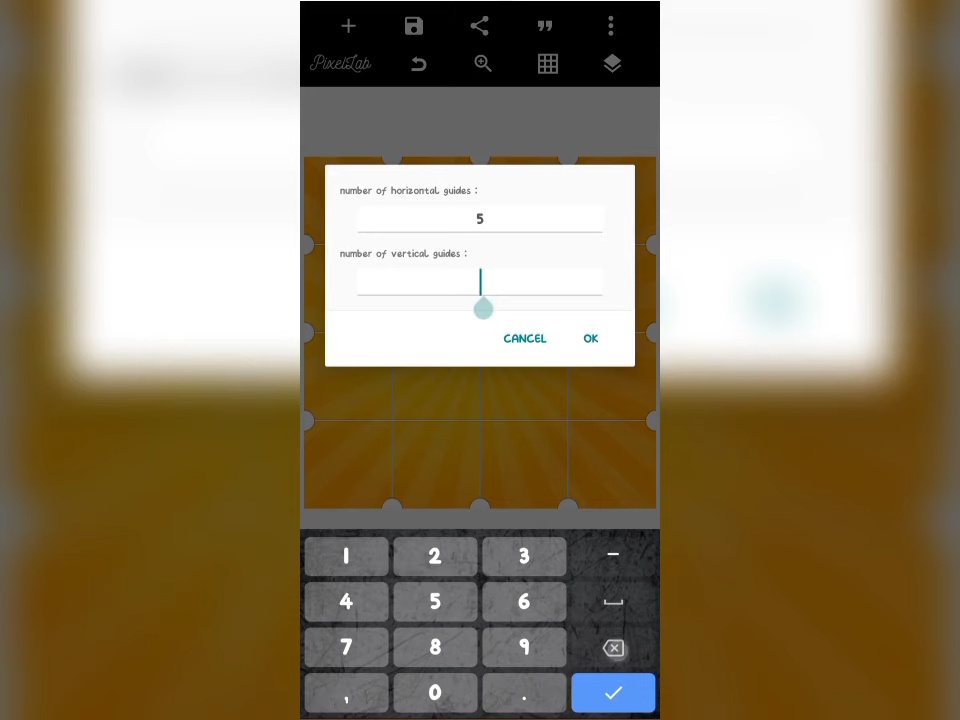 PixelLab
number of horizontal guides :
5
number of vertical guides :
CANCEL OK
1 2 3 -
4 5 6
7 8 9
, 0 .